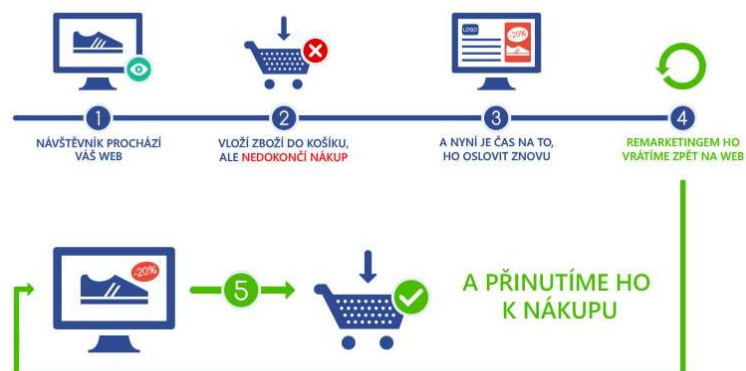 LOGO
-20%
1
2
3
4
NÁVŠTĚVNÍK PROCHÁZÍ
VÁŠ WEB
VLOŽÍ ZBOŽÍ DO KOŠÍKU,
ALE NEDOKONČÍ NÁKUP
A NYNÍ JE ČAS NA TO,
HO OSLOVIT ZNOVU
REMARKETINGEM HO
VRÁTÍME ZPĚT NA WEB
-20%
5
A PŘINUTÍME HO
K NÁKUPU